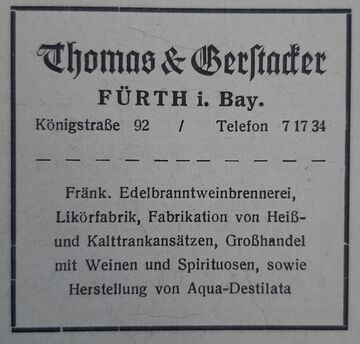 Thomas & Gerstacker
FÜRTH i. Bay.
Königstraße 92 / Telefon 7 17 34
Fränk. Edelbranntweinbrennerei,
Likörfabrik, Fabrikation von Heiß-
und Kalttrankansätzen, Großhandel
mit Weinen und Spirituosen, sowie
Herstellung von Aqua-Destilata